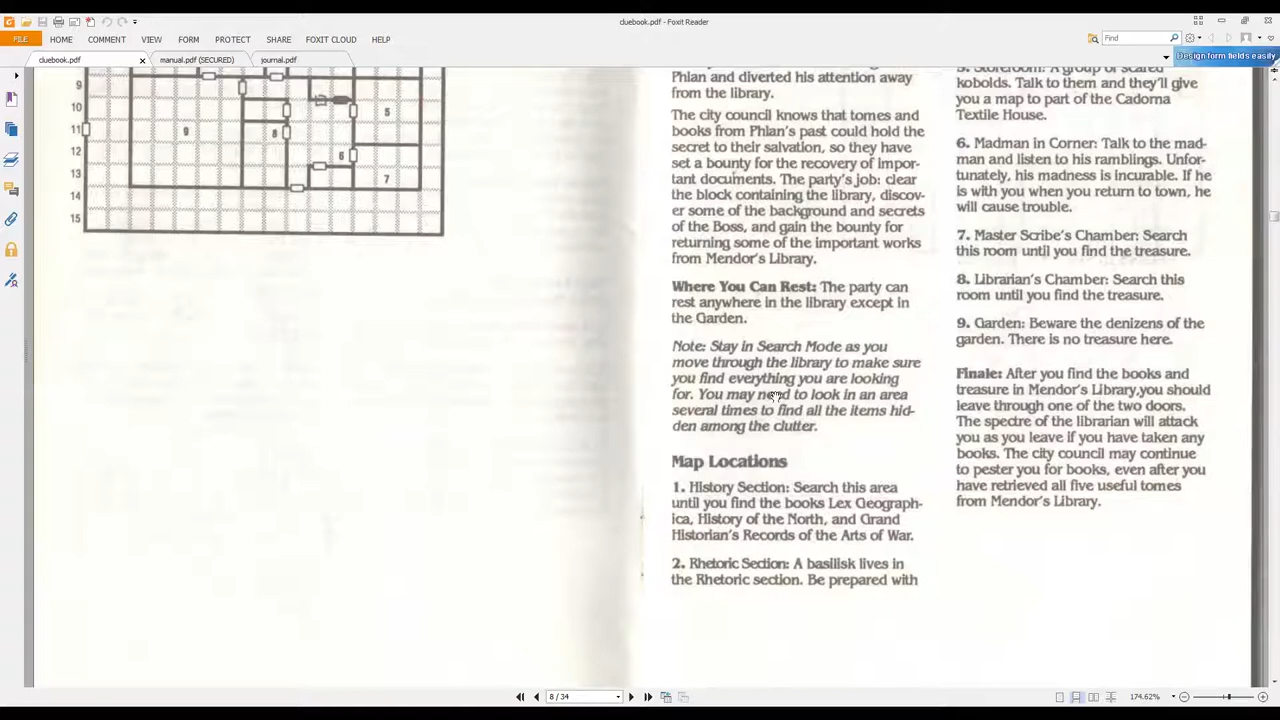 cluebook.pdf - Foxit Reader
FILE HOME COMMENT VIEW FORM PROTECT SHARE FOXIT CLOUD HELP
Find
cluebook.pdf manual.pdf (SECURED) journal.pdf
Design form fields easily
9
10
11
12
13
14
15
9
8
6
5
7
Phlan and diverted his attention away
from the library.
The city council knows that tomes and
books from Phlan's past could hold the
secret to their salvation, so they have
set a bounty for the recovery of impor-
tant documents. The party's job: clear
the block containing the library, discov-
er some of the background and secrets
of the Boss, and gain the bounty for
returning some of the important works
from Mendor's Library.
Where You Can Rest: The party can
rest anywhere in the library except in
the Garden.
Note: Stay in Search Mode as you
move through the library to make sure
you find everything you are looking
for. You may need to look in an area
several times to find all the items hid-
den among the clutter.
Map Locations
1. History Section: Search this area
until you find the books Lex Geograph-
ica, History of the North, and Grand
Historian's Records of the Arts of War.
2. Rhetoric Section: A basilisk lives in
the Rhetoric section. Be prepared with
5. Storeroom: A group of scared
kobolds. Talk to them and they'll give
you a map to part of the Cadorna
Textile House.
6. Madman in Corner: Talk to the mad-
man and listen to his ramblings. Unfor-
tunately, his madness is incurable. If he
is with you when you return to town, he
will cause trouble.
7. Master Scribe's Chamber: Search
this room until you find the treasure.
8. Librarian's Chamber: Search this
room until you find the treasure.
9. Garden: Beware the denizens of the
garden. There is no treasure here.
Finale: After you find the books and
treasure in Mendor's Library,you should
leave through one of the two doors.
The spectre of the librarian will attack
you as you leave if you have taken any
books. The city council may continue
to pester you for books, even after you
have retrieved all five useful tomes
from Mendor's Library.
8 / 34
174.62%